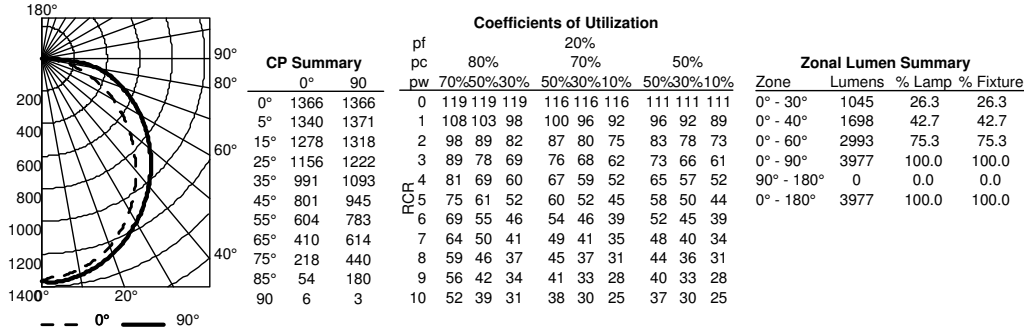 180°
90°
80°
60°
40°
20°
0°
200
400
600
800
1000
1200
1400
0° 90°
CP Summary
0° 90
0° 1366 1366
5° 1340 1371
15° 1278 1318
25° 1156 1222
35° 991 1093
45° 801 945
55° 604 783
65° 410 614
75° 218 440
85° 54 180
90 6 3
Coefficients of Utilization
pf 20%
pc 80% 70% 50%
pw 70%50%30% 50%30%10% 50%30%10%
RCR
0 119 119 119 116 116 116 111 111 111
1 108 103 98 100 96 92 96 92 89
2 98 89 82 87 80 75 83 78 73
3 89 78 69 76 68 62 73 66 61
4 81 69 60 67 59 52 65 57 52
5 75 61 52 60 52 45 58 50 44
6 69 55 46 54 46 39 52 45 39
7 64 50 41 49 41 35 48 40 34
8 59 46 37 45 37 31 44 36 31
9 56 42 34 41 33 28 40 33 28
10 52 39 31 38 30 25 37 30 25
Zonal Lumen Summary
Zone Lumens % Lamp % Fixture
0° - 30° 1045 26.3 26.3
0° - 40° 1698 42.7 42.7
0° - 60° 2993 75.3 75.3
0° - 90° 3977 100.0 100.0
90° - 180° 0 0.0 0.0
0° - 180° 3977 100.0 100.0